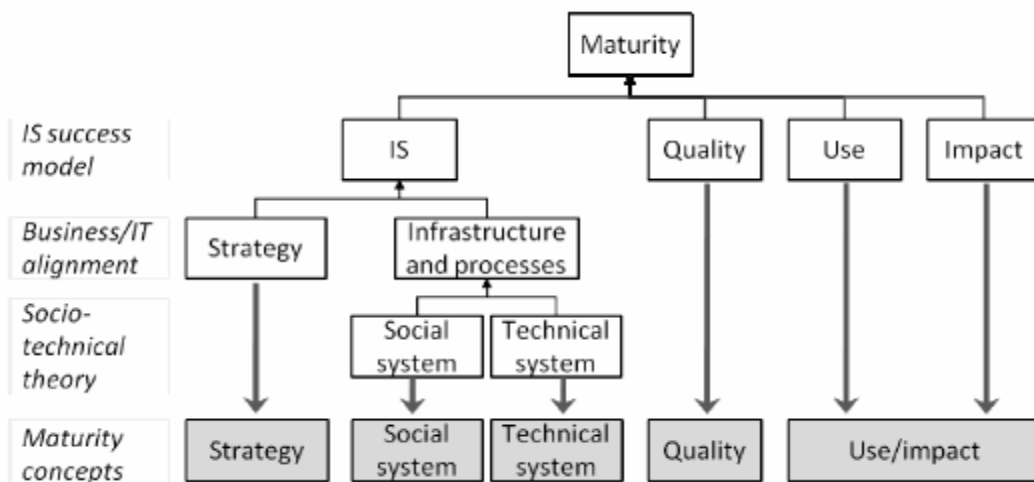 Maturity
IS success
model
IS
Quality
Use
Impact
Business/IT
alignment
Strategy
Infrastructure
and processes
Socio-
technical
theory
Social
system
Technical
system
Maturity
concepts
Strategy
Social
system
Technical
system
Quality
Use/impact